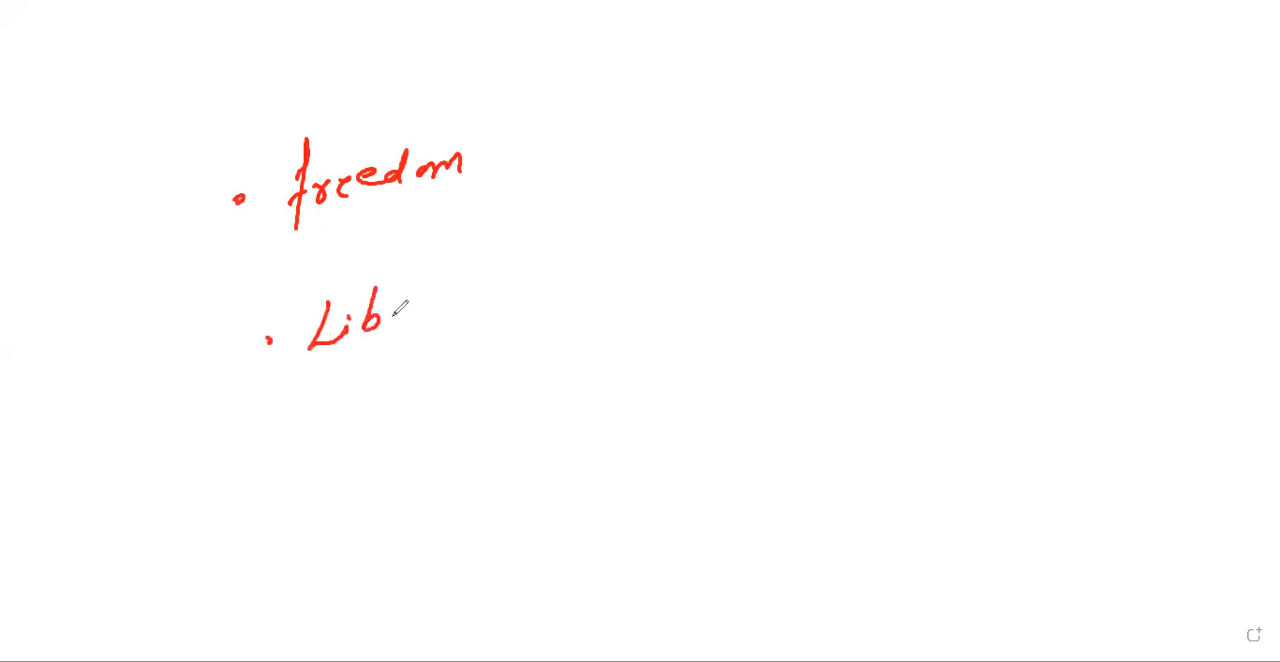 • freedom
• Lib